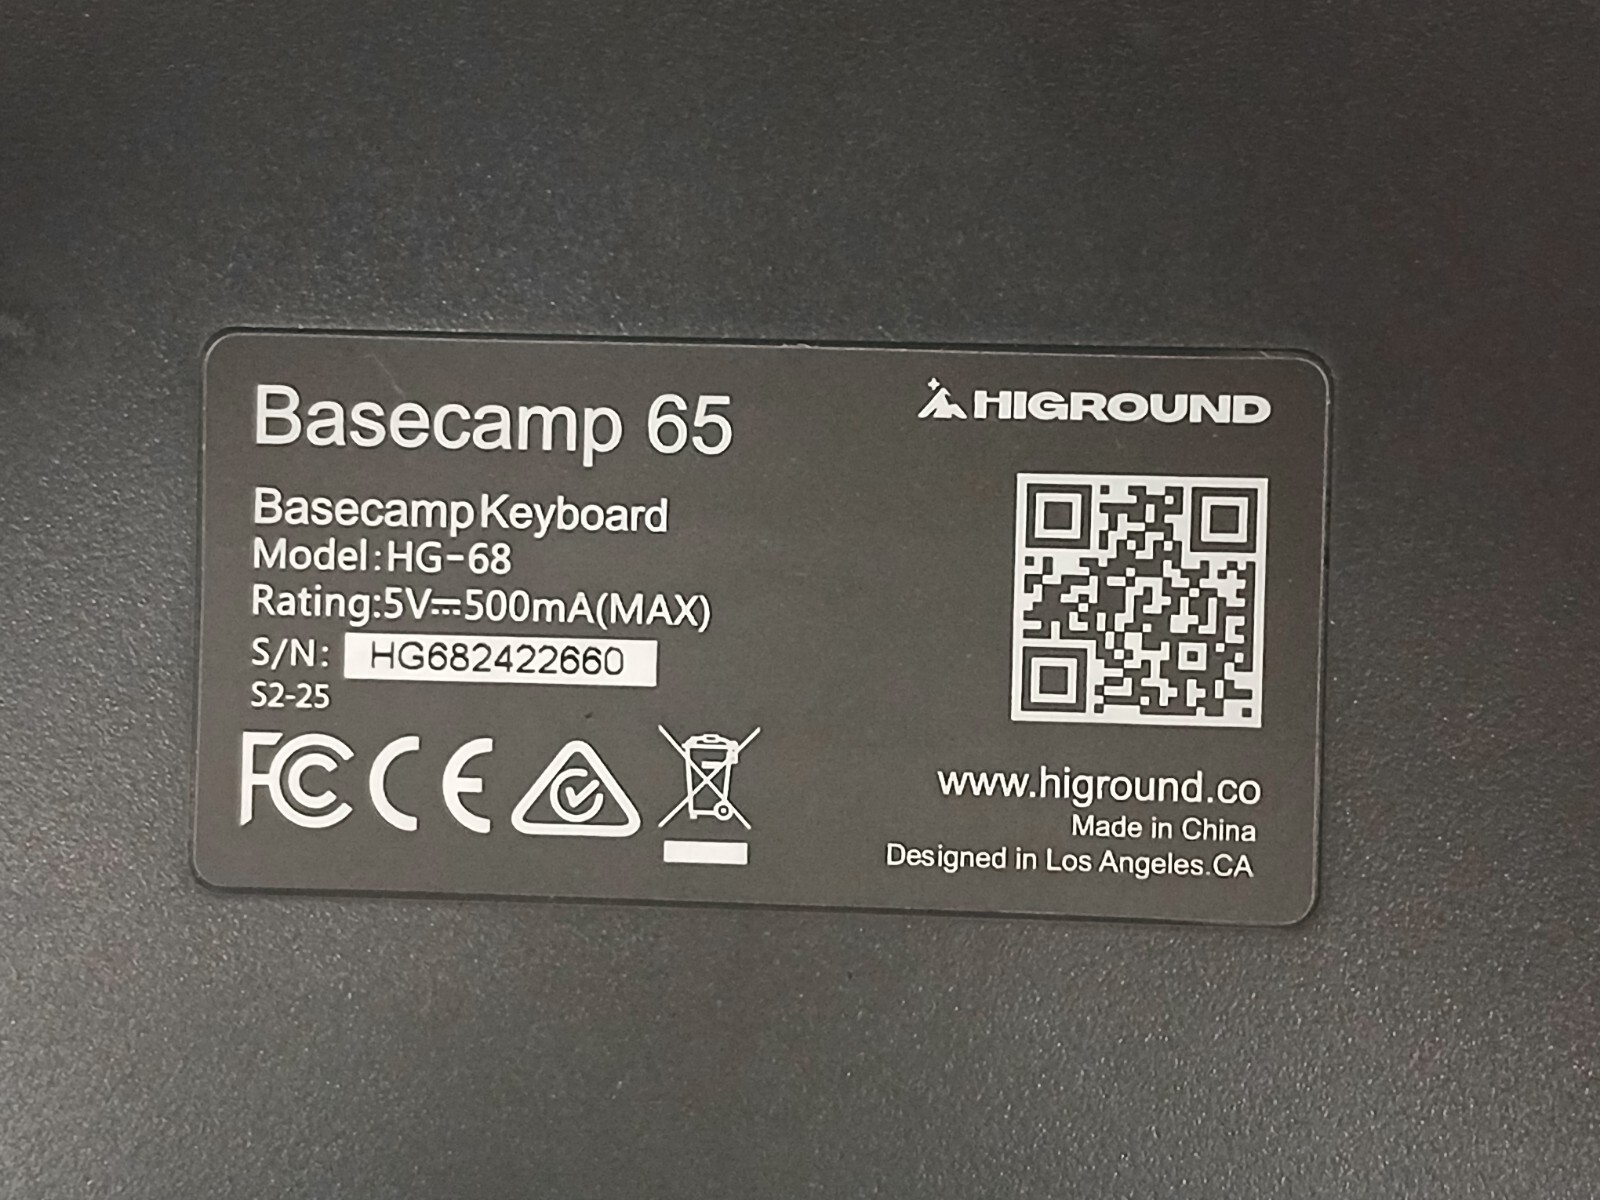 Basecamp 65
HIGROUND
Basecamp Keyboard
Model:HG-68
Rating:5V⎓500mA(MAX)
S/N: HG682422660
S2-25
FC CE
www.higround.co
Made in China
Designed in Los Angeles.CA